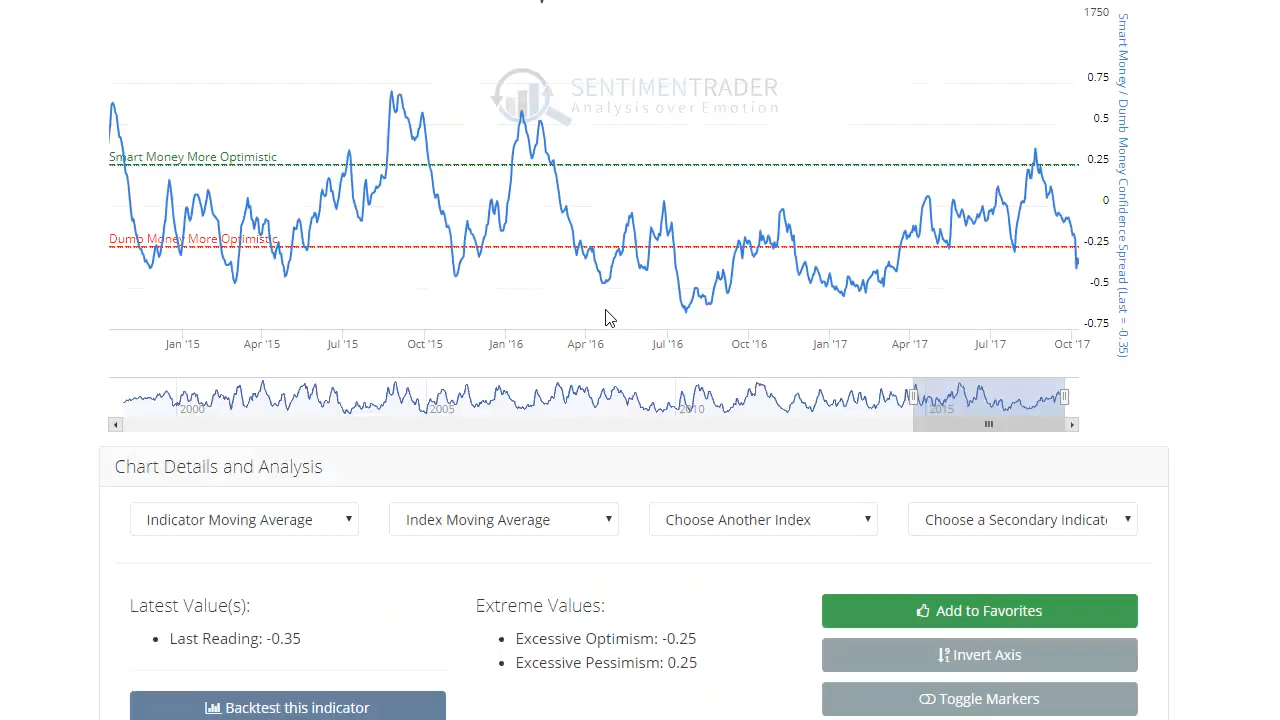 1750
SENTIMENTRADER
Analysis over Emotion
0.75
0.5
Smart Money More Optimistic
0.25
0
Dumb Money More Optimistic
-0.25
-0.5
-0.75
Smart Money / Dumb Money Confidence Spread (Last = -0.35)
Jan '15 Apr '15 Jul '15 Oct '15 Jan '16 Apr '16 Jul '16 Oct '16 Jan '17 Apr '17 Jul '17 Oct '17
2000 2005 2010 2015
Chart Details and Analysis
Indicator Moving Average Index Moving Average Choose Another Index Choose a Secondary Indicat
Latest Value(s):
Last Reading: -0.35
Backtest this indicator
Extreme Values:
Excessive Optimism: -0.25
Excessive Pessimism: 0.25
Add to Favorites
Invert Axis
Toggle Markers